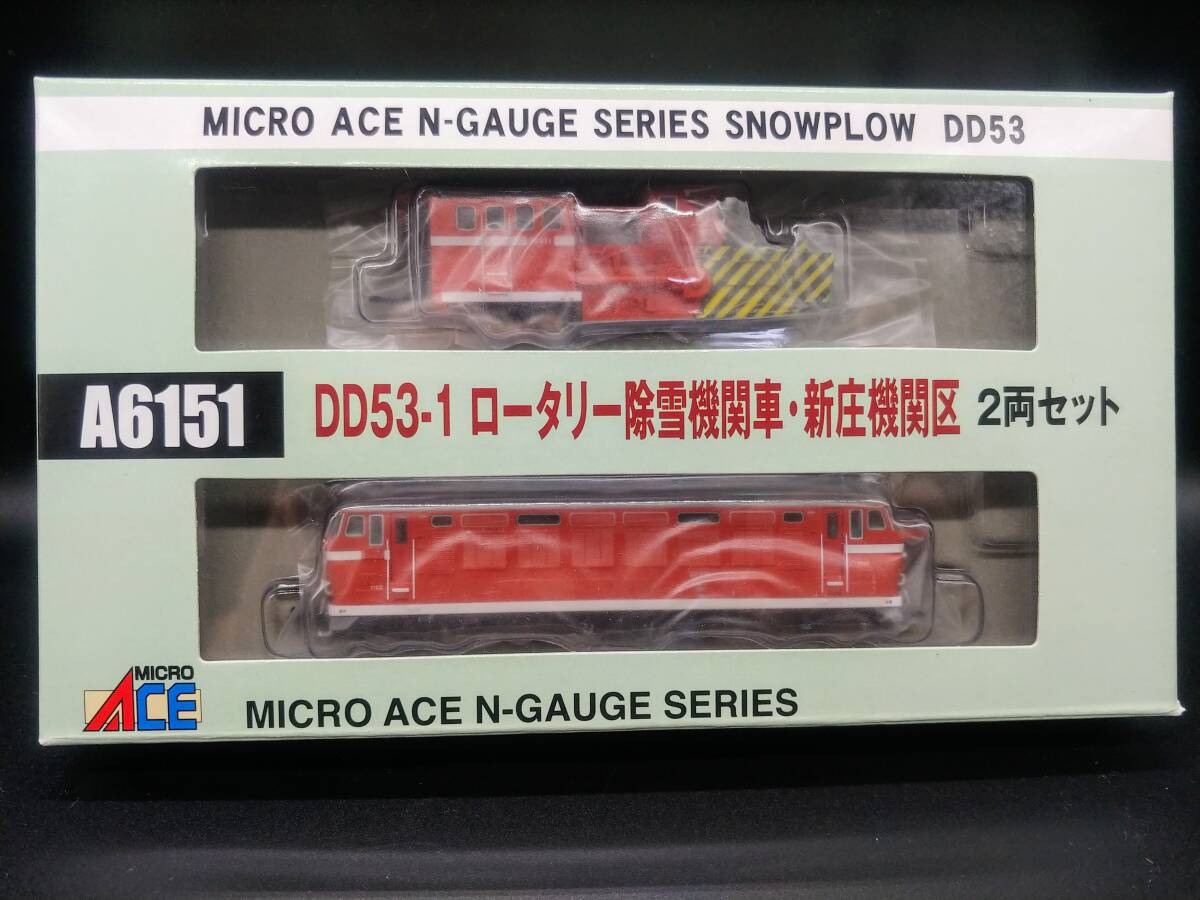 MICRO ACE N-GAUGE SERIES SNOWPLOW DD53
A6151
DD53-1 ロータリー除雪機関車・新庄機関区 2両セット
MICRO
ACE
MICRO ACE N-GAUGE SERIES